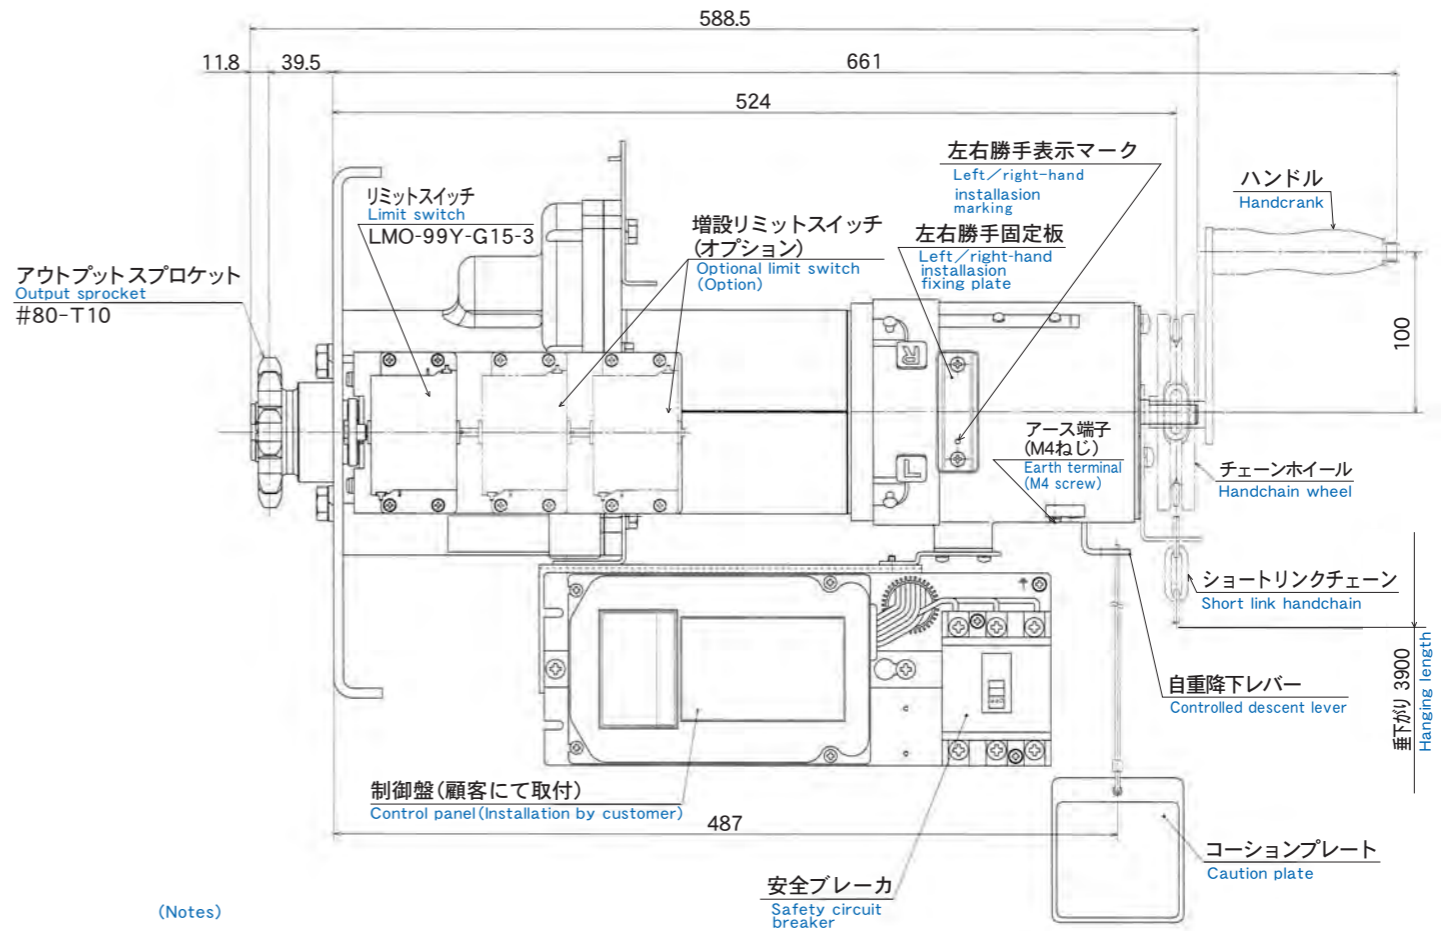 588.5
11.8
39.5
661
524
左右勝手表示マーク
Left/right-hand
installasion
marking
ハンドル
Handcrank
リミットスイッチ
Limit switch
LMO-99Y-G15-3
増設リミットスイッチ
(オプション)
Optional limit switch
(Option)
左右勝手固定板
Left/right-hand
installasion
fixing plate
アウトプットスプロケット
Output sprocket
#80-T10
100
R
L
アース端子
(M4ねじ)
Earth terminal
(M4 screw)
チェーンホイール
Handchain wheel
ショートリンクチェーン
Short link handchain
自重降下レバー
Controlled descent lever
垂下がり 3900
Hanging length
制御盤(顧客にて取付)
Control panel(Installation by customer)
487
コーションプレート
Caution plate
安全ブレーカ
Safety circuit
breaker
(Notes)